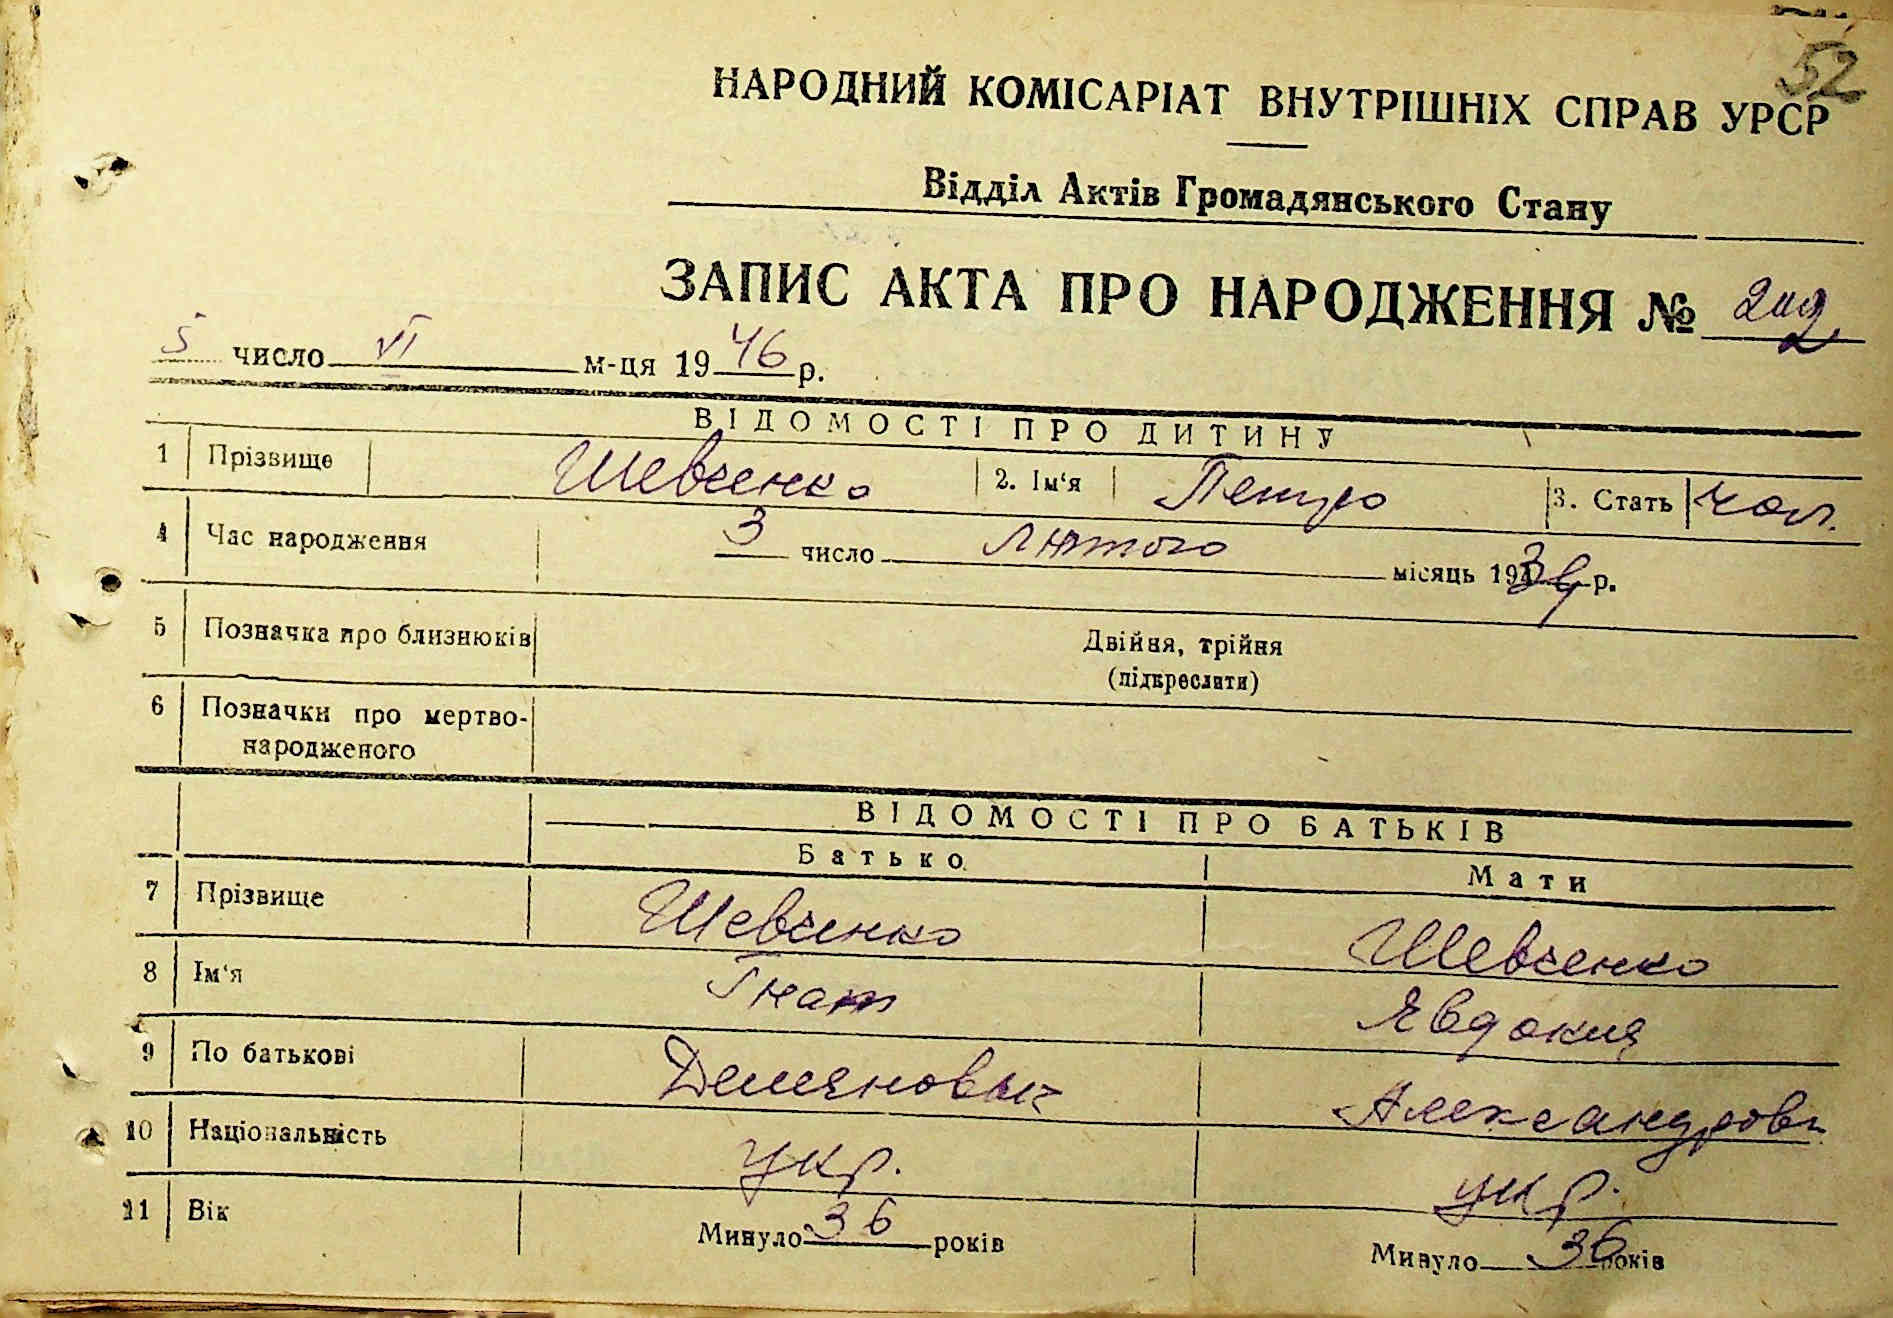 52
НАРОДНИЙ КОМІСАРІАТ ВНУТРІШНІХ СПРАВ УРСР
Відділ Актів Громадянського Стану
ЗАПИС АКТА ПРО НАРОДЖЕННЯ №
5 число VI м-ця 1946 р.
ВІДОМОСТІ ПРО ДИТИНУ
1 Прізвище Шевченко 2. Ім‘я Петро 3. Стать чол.
4 Час народження 3 число лютого місяць 1939 р.
5 Позначка про близнюків Двійня, трійня
(підкреслити)
6 Позначки про мертво-
народженого
ВІДОМОСТІ ПРО БАТЬКІВ
Батько Мати
7 Прізвище Шевченко Шевченко
8 Ім‘я Гнат Явдокия
9 По батькові Демянович Александровн
10 Національність укр. укр.
11 Вік Минуло 36 років Минуло 36 років